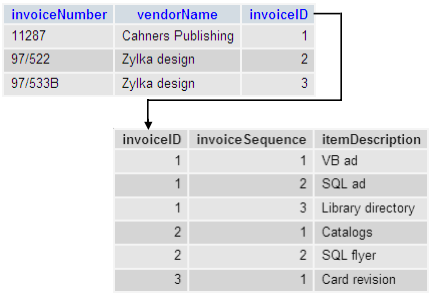 invoiceNumber vendorName invoiceID
11287 Cahners Publishing 1
97/522 Zylka design 2
97/533B Zylka design 3
invoiceID invoiceSequence itemDescription
1 1 VB ad
1 2 SQL ad
1 3 Library directory
2 1 Catalogs
2 2 SQL flyer
3 1 Card revision